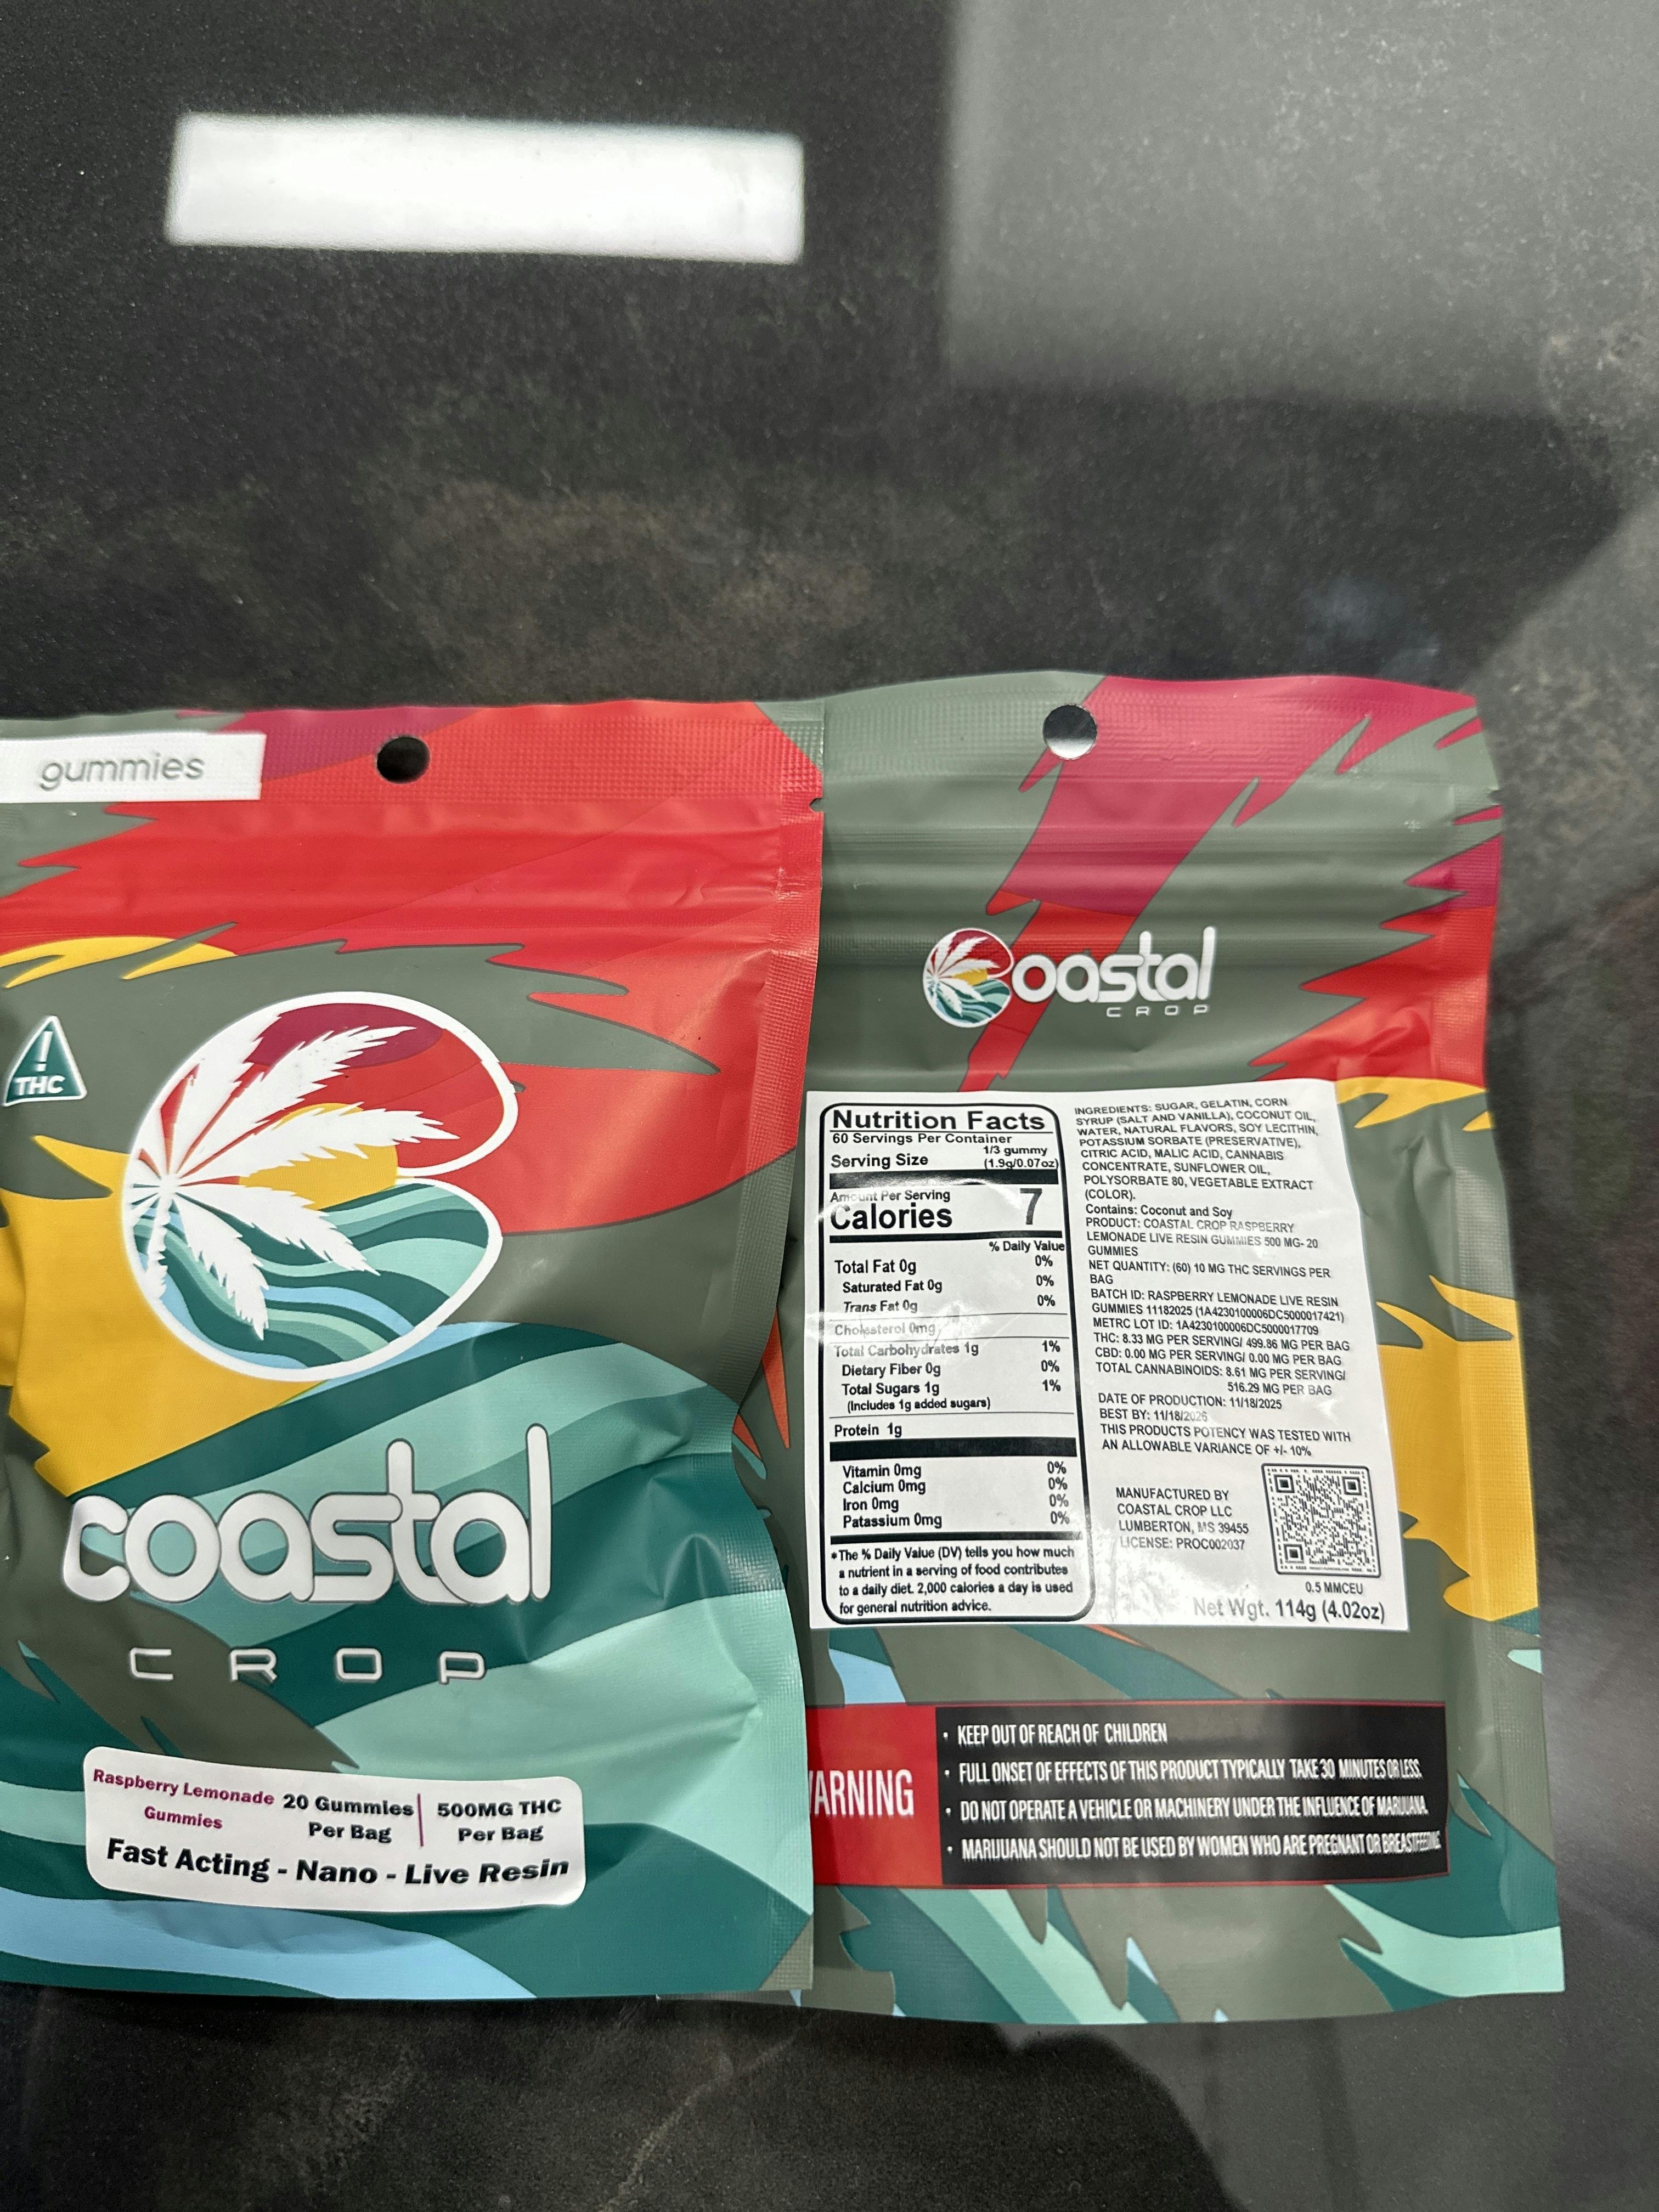 gummies
THC
coastal
CROP
Raspberry Lemonade
Gummies
20 Gummies
Per Bag
500MG THC
Per Bag
Fast Acting - Nano - Live Resin
oastal
CROP
Nutrition Facts
60 Servings Per Container
Serving Size 1/3 gummy
(1.9g/0.07oz)
Amount Per Serving
Calories 7
% Daily Value
Total Fat 0g 0%
Saturated Fat 0g 0%
Trans Fat 0g 0%
Cholesterol 0mg
Total Carbohydrates 1g 1%
Dietary Fiber 0g 0%
Total Sugars 1g 1%
(Includes 1g added sugars)
Protein 1g
Vitamin 0mg 0%
Calcium 0mg 0%
Iron 0mg 0%
Patassium 0mg 0%
*The % Daily Value (DV) tells you how much
a nutrient in a serving of food contributes
to a daily diet. 2,000 calories a day is used
for general nutrition advice.
INGREDIENTS: SUGAR, GELATIN, CORN
SYRUP (SALT AND VANILLA), COCONUT OIL,
WATER, NATURAL FLAVORS, SOY LECITHIN,
POTASSIUM SORBATE (PRESERVATIVE),
CITRIC ACID, MALIC ACID, CANNABIS
CONCENTRATE, SUNFLOWER OIL,
POLYSORBATE 80, VEGETABLE EXTRACT
(COLOR).
Contains: Coconut and Soy
PRODUCT: COASTAL CROP RASPBERRY
LEMONADE LIVE RESIN GUMMIES 500 MG- 20
GUMMIES
NET QUANTITY: (60) 10 MG THC SERVINGS PER
BAG
BATCH ID: RASPBERRY LEMONADE LIVE RESIN
GUMMIES 11182025 (1A4230100006DC5000017421)
METRC LOT ID: 1A4230100006DC5000017709
THC: 8.33 MG PER SERVING/ 499.86 MG PER BAG
CBD: 0.00 MG PER SERVING/ 0.00 MG PER BAG
TOTAL CANNABINOIDS: 8.61 MG PER SERVING/
516.29 MG PER BAG
DATE OF PRODUCTION: 11/18/2025
BEST BY: 11/18/2026
THIS PRODUCTS POTENCY WAS TESTED WITH
AN ALLOWABLE VARIANCE OF +/- 10%
MANUFACTURED BY
COASTAL CROP LLC
LUMBERTON, MS 39455
LICENSE: PROC002037
0.5 MMCEU
Net Wgt. 114g (4.02oz)
ARNING
• KEEP OUT OF REACH OF CHILDREN
• FULL ONSET OF EFFECTS OF THIS PRODUCT TYPICALLY TAKE 30 MINUTES OR LESS.
• DO NOT OPERATE A VEHICLE OR MACHINERY UNDER THE INFLUENCE OF MARIJUANA.
• MARIJUANA SHOULD NOT BE USED BY WOMEN WHO ARE PREGNANT OR BREASTFEEDING